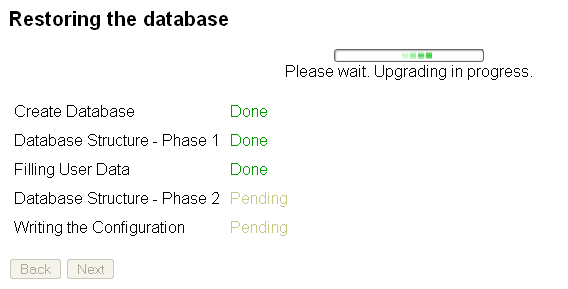 Restoring the database
Please wait. Upgrading in progress.
Create Database Done
Database Structure - Phase 1 Done
Filling User Data Done
Database Structure - Phase 2 Pending
Writing the Configuration Pending
Back Next